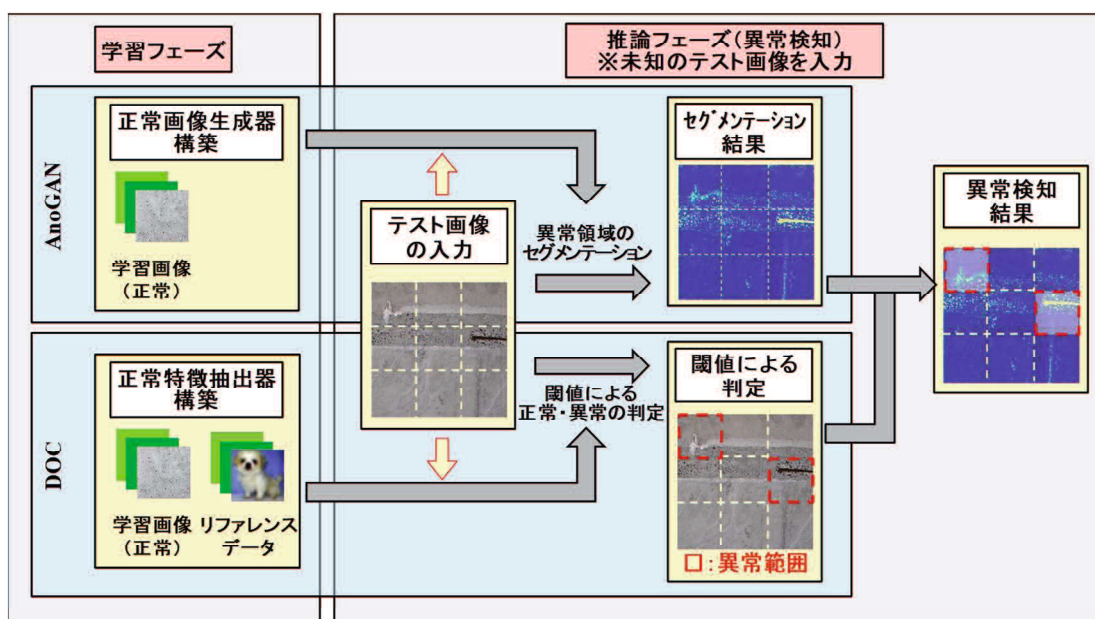 学習フェーズ
推論フェーズ(異常検知)
※未知のテスト画像を入力
AnoGAN
正常画像生成器
構築
学習画像
(正常)
テスト画像
の入力
異常領域の
セグメンテーション
セグメンテーション
結果
異常検知
結果
DOC
正常特徴抽出器
構築
学習画像
(正常)
リファレンス
データ
閾値による
正常・異常の判定
閾値による
判定
□:異常範囲